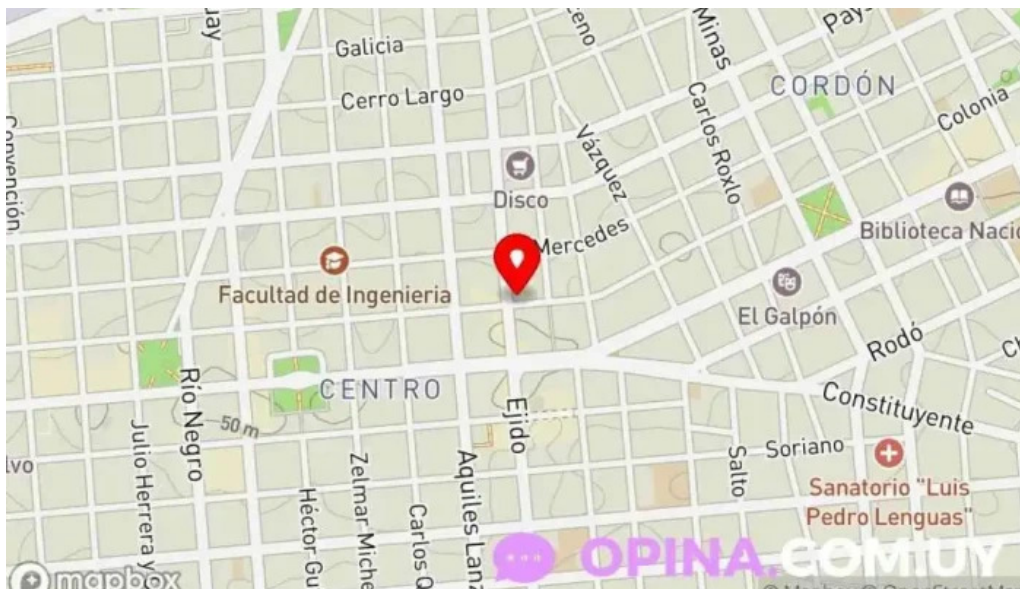 Galicia
Cerro Largo
Minas
CORDÓN
Colonia
Carlos Roxlo
Vázquez
Convención
Disco
Mercedes
Biblioteca Nacio
Facultad de Ingenieria
El Galpón
Rodó
CENTRO
Río Negro
50 m
Ejido
Constituyente
Soriano
Julio Herrera y
Zelmar Miche
Héctor Gu
Carlos Q
Aquiles Lanz
Salto
Sanatorio "Luis
Pedro Lenguas"
OPINA.COM.UY
mapbox